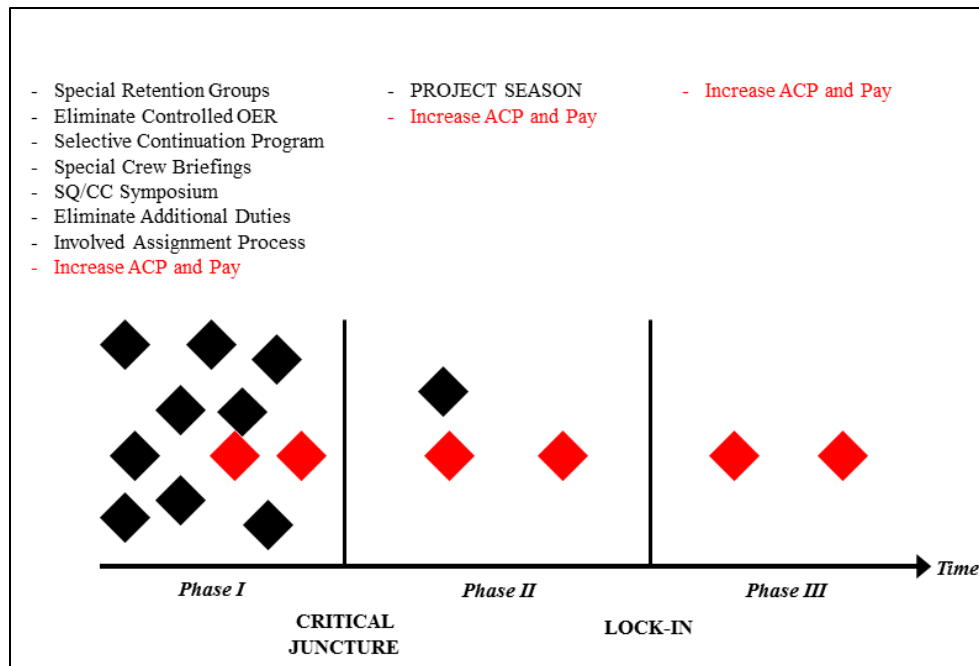 - Special Retention Groups
- Eliminate Controlled OER
- Selective Continuation Program
- Special Crew Briefings
- SQ/CC Symposium
- Eliminate Additional Duties
- Involved Assignment Process
- Increase ACP and Pay
- PROJECT SEASON
- Increase ACP and Pay
- Increase ACP and Pay
Phase I
Phase II
Phase III
Time
CRITICAL
JUNCTURE
LOCK-IN